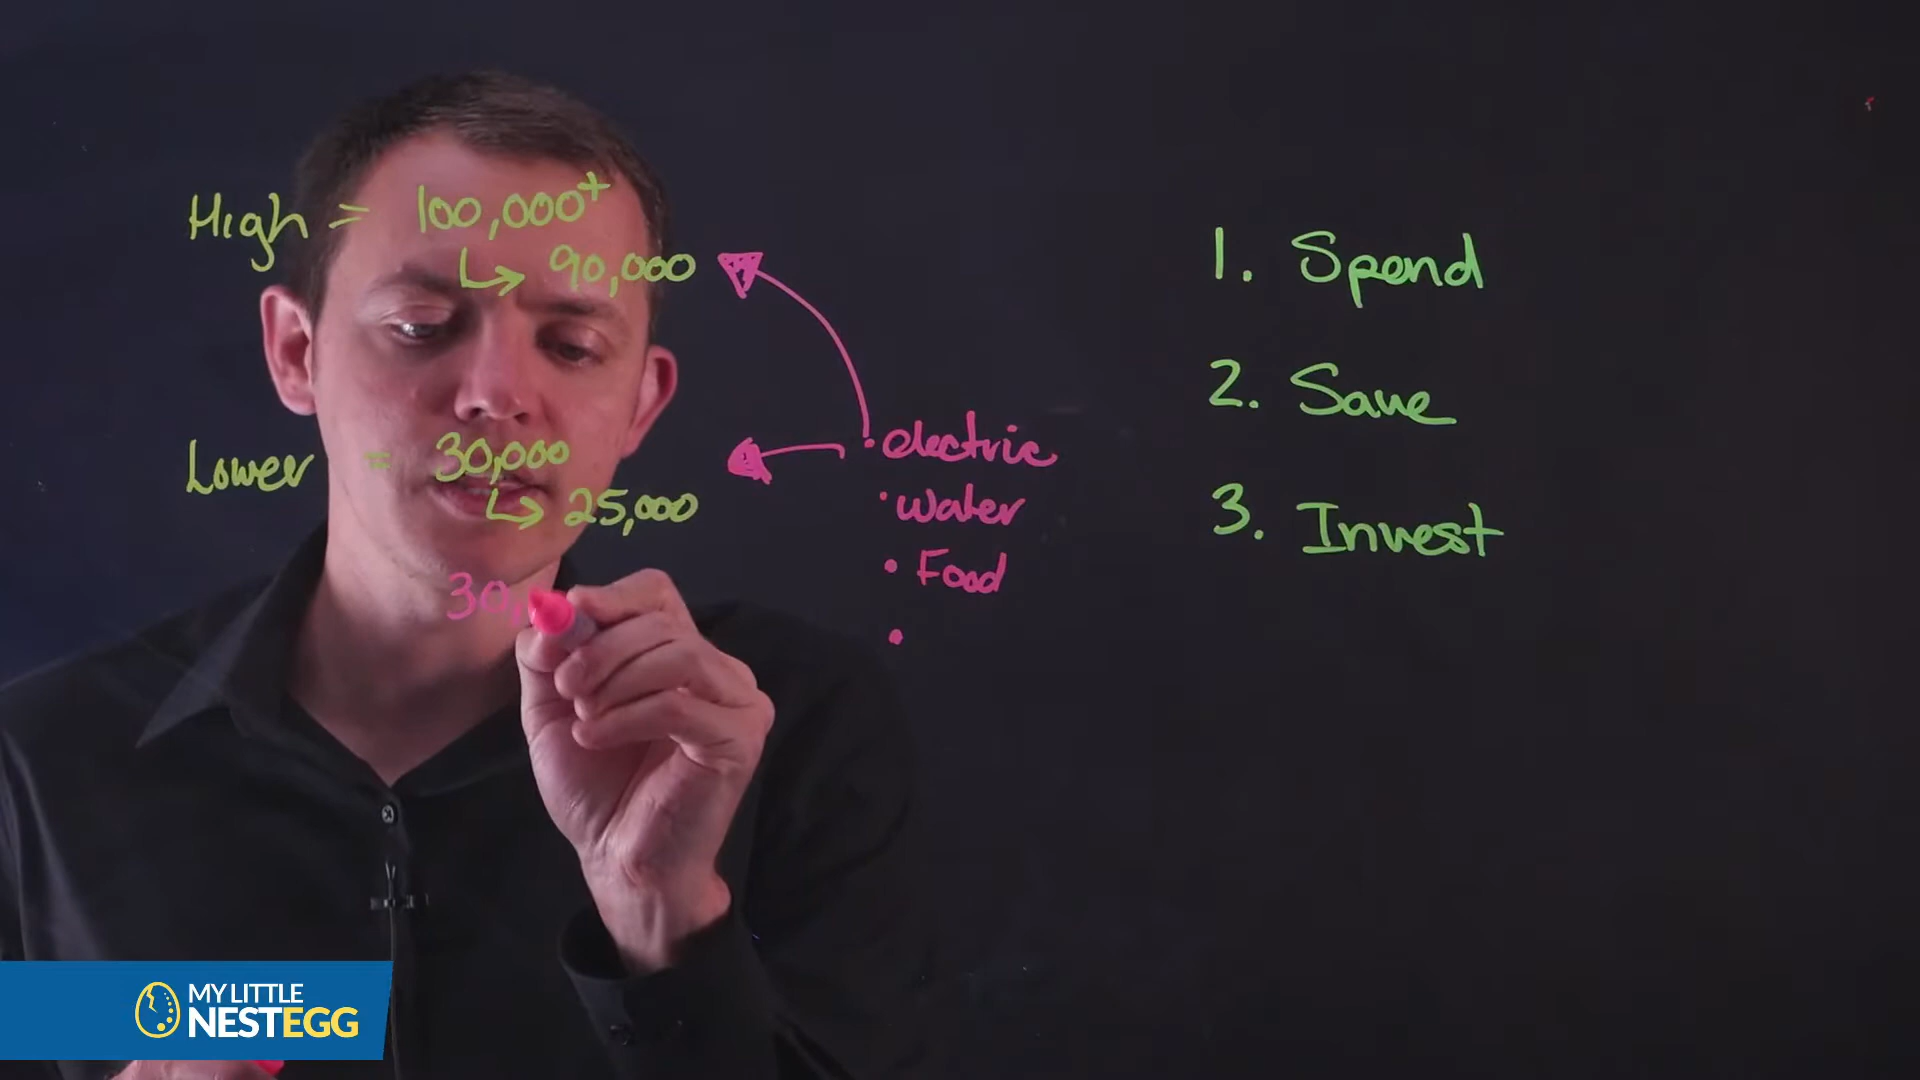 High = 100,000+
↳ 90,000
Lower = 30,000
↳ 25,000
30,
• electric
• water
• Food
•
1. Spend
2. Save
3. Invest
MY LITTLE
NESTEGG